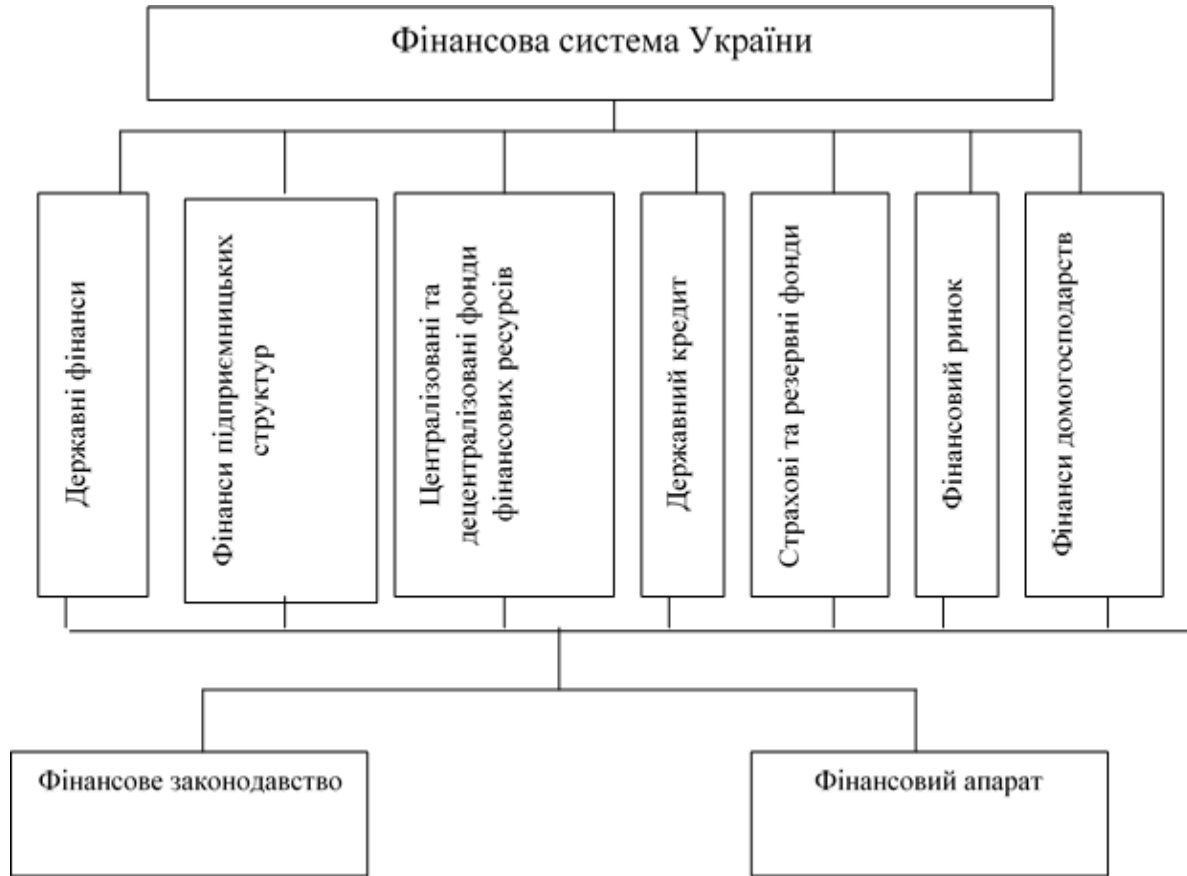 Фінансова система України
Державні фінанси
Фінанси підприємницьких
структур
Централізовані та
децентралізовані фонди
фінансових ресурсів
Державний кредит
Страхові та резервні фонди
Фінансовий ринок
Фінанси домогосподарств
Фінансове законодавство
Фінансовий апарат